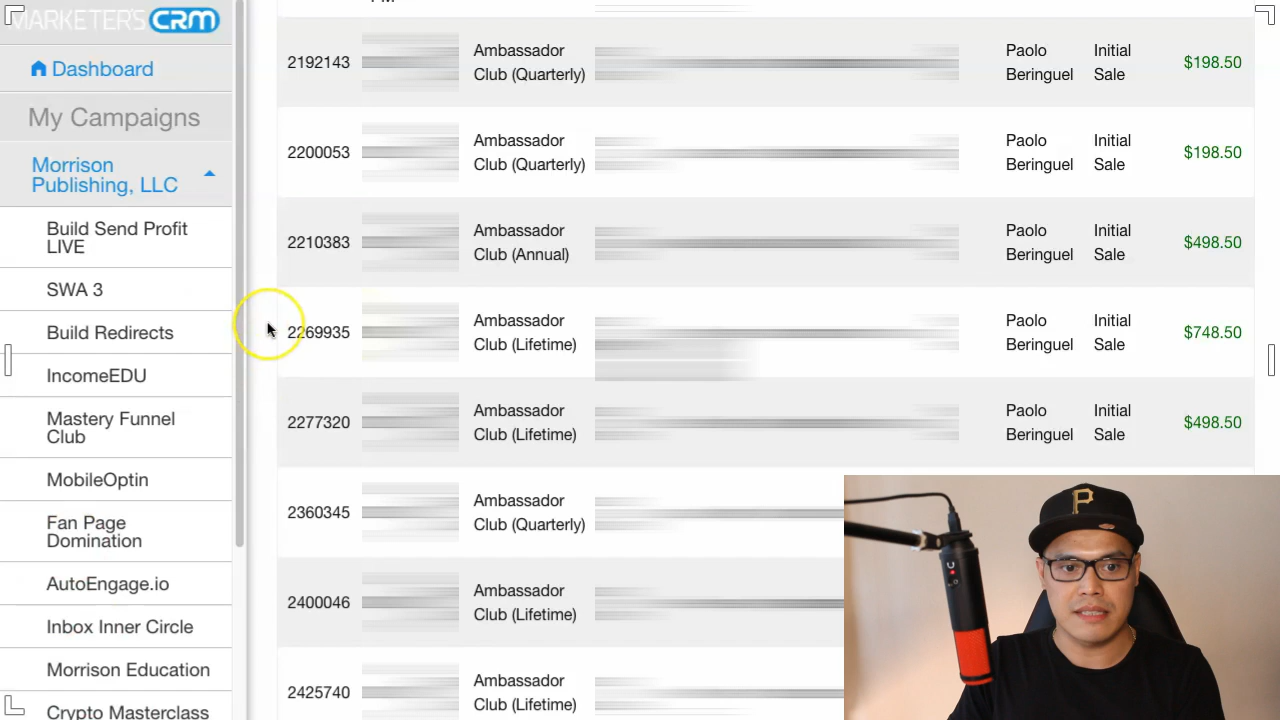 MARKETER'S CRM
Dashboard
My Campaigns
Morrison
Publishing, LLC
Build Send Profit
LIVE
SWA 3
Build Redirects
IncomeEDU
Mastery Funnel
Club
MobileOptin
Fan Page
Domination
AutoEngage.io
Inbox Inner Circle
Morrison Education
Crypto Masterclass
2192143 Ambassador Paolo Initial $198.50
Club (Quarterly) Beringuel Sale
2200053 Ambassador Paolo Initial $198.50
Club (Quarterly) Beringuel Sale
2210383 Ambassador Paolo Initial $498.50
Club (Annual) Beringuel Sale
2269935 Ambassador Paolo Initial $748.50
Club (Lifetime) Beringuel Sale
2277320 Ambassador Paolo Initial $498.50
Club (Lifetime) Beringuel Sale
2360345 Ambassador
Club (Quarterly)
2400046 Ambassador
Club (Lifetime)
2425740 Ambassador
Club (Lifetime)
P